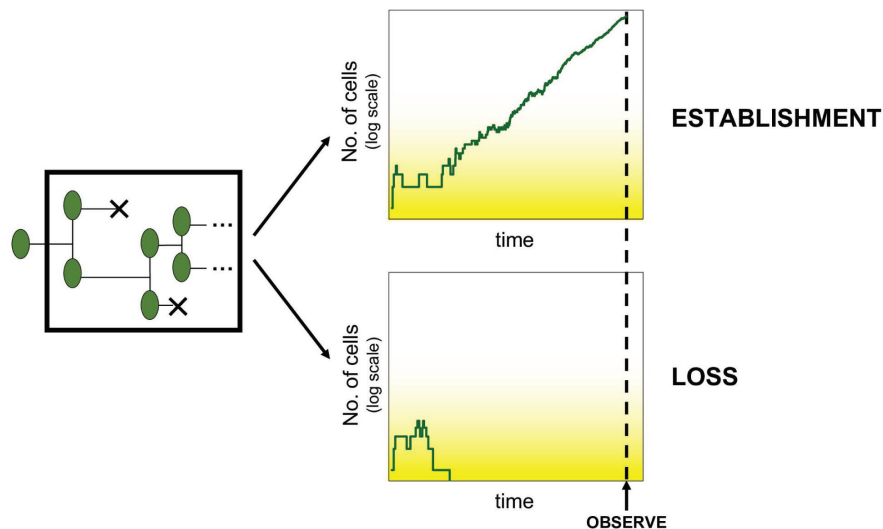 No. of cells
(log scale)
time
ESTABLISHMENT
...
...
No. of cells
(log scale)
time
LOSS
OBSERVE